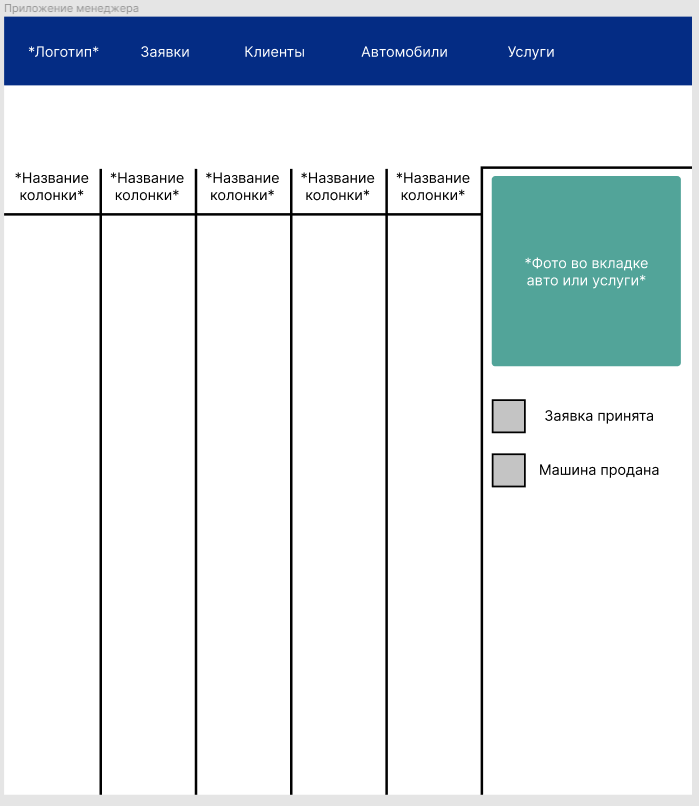 Приложение менеджера
*Логотип* Заявки Клиенты Автомобили Услуги
*Название
колонки*
*Название
колонки*
*Название
колонки*
*Название
колонки*
*Название
колонки*
*Фото во вкладке
авто или услуги*
Заявка принята
Машина продана